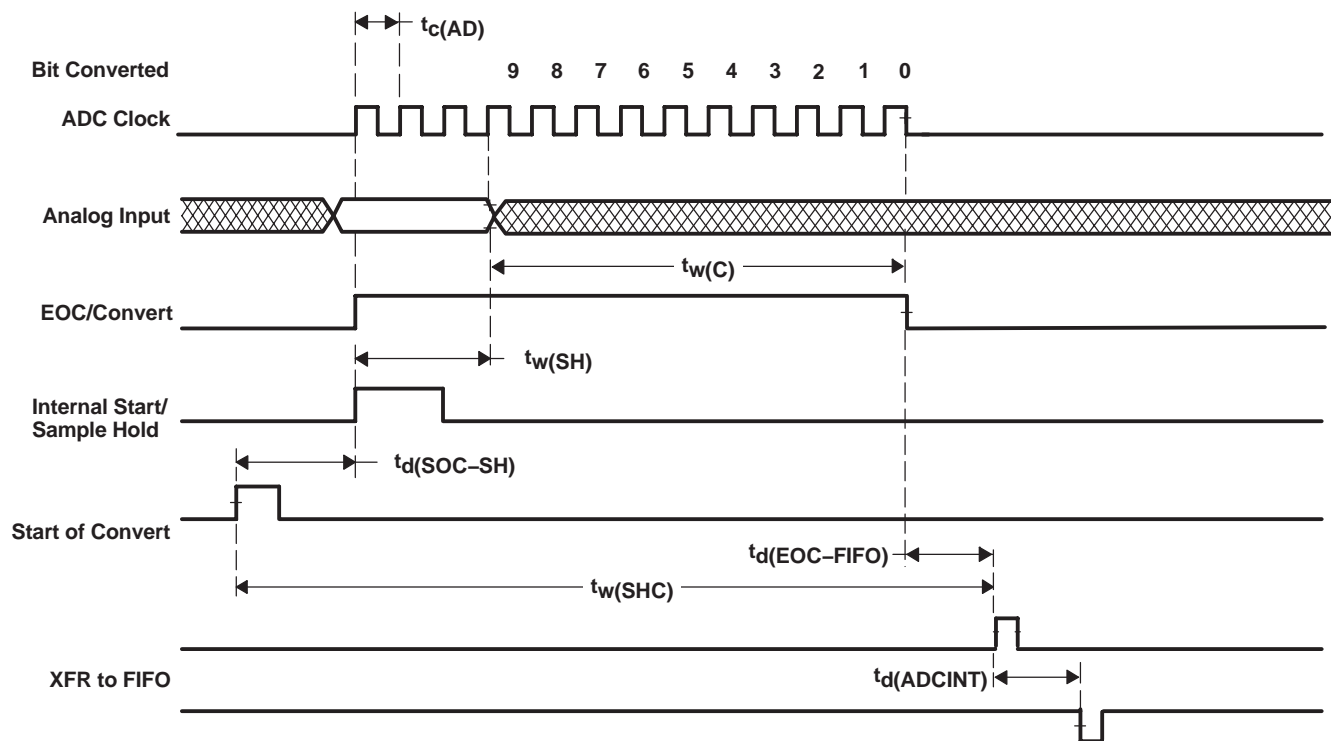 tc(AD)
Bit Converted
9 8 7 6 5 4 3 2 1 0
ADC Clock
Analog Input
tw(C)
EOC/Convert
tw(SH)
Internal Start/
Sample Hold
td(SOC–SH)
Start of Convert
td(EOC–FIFO)
tw(SHC)
XFR to FIFO
td(ADCINT)